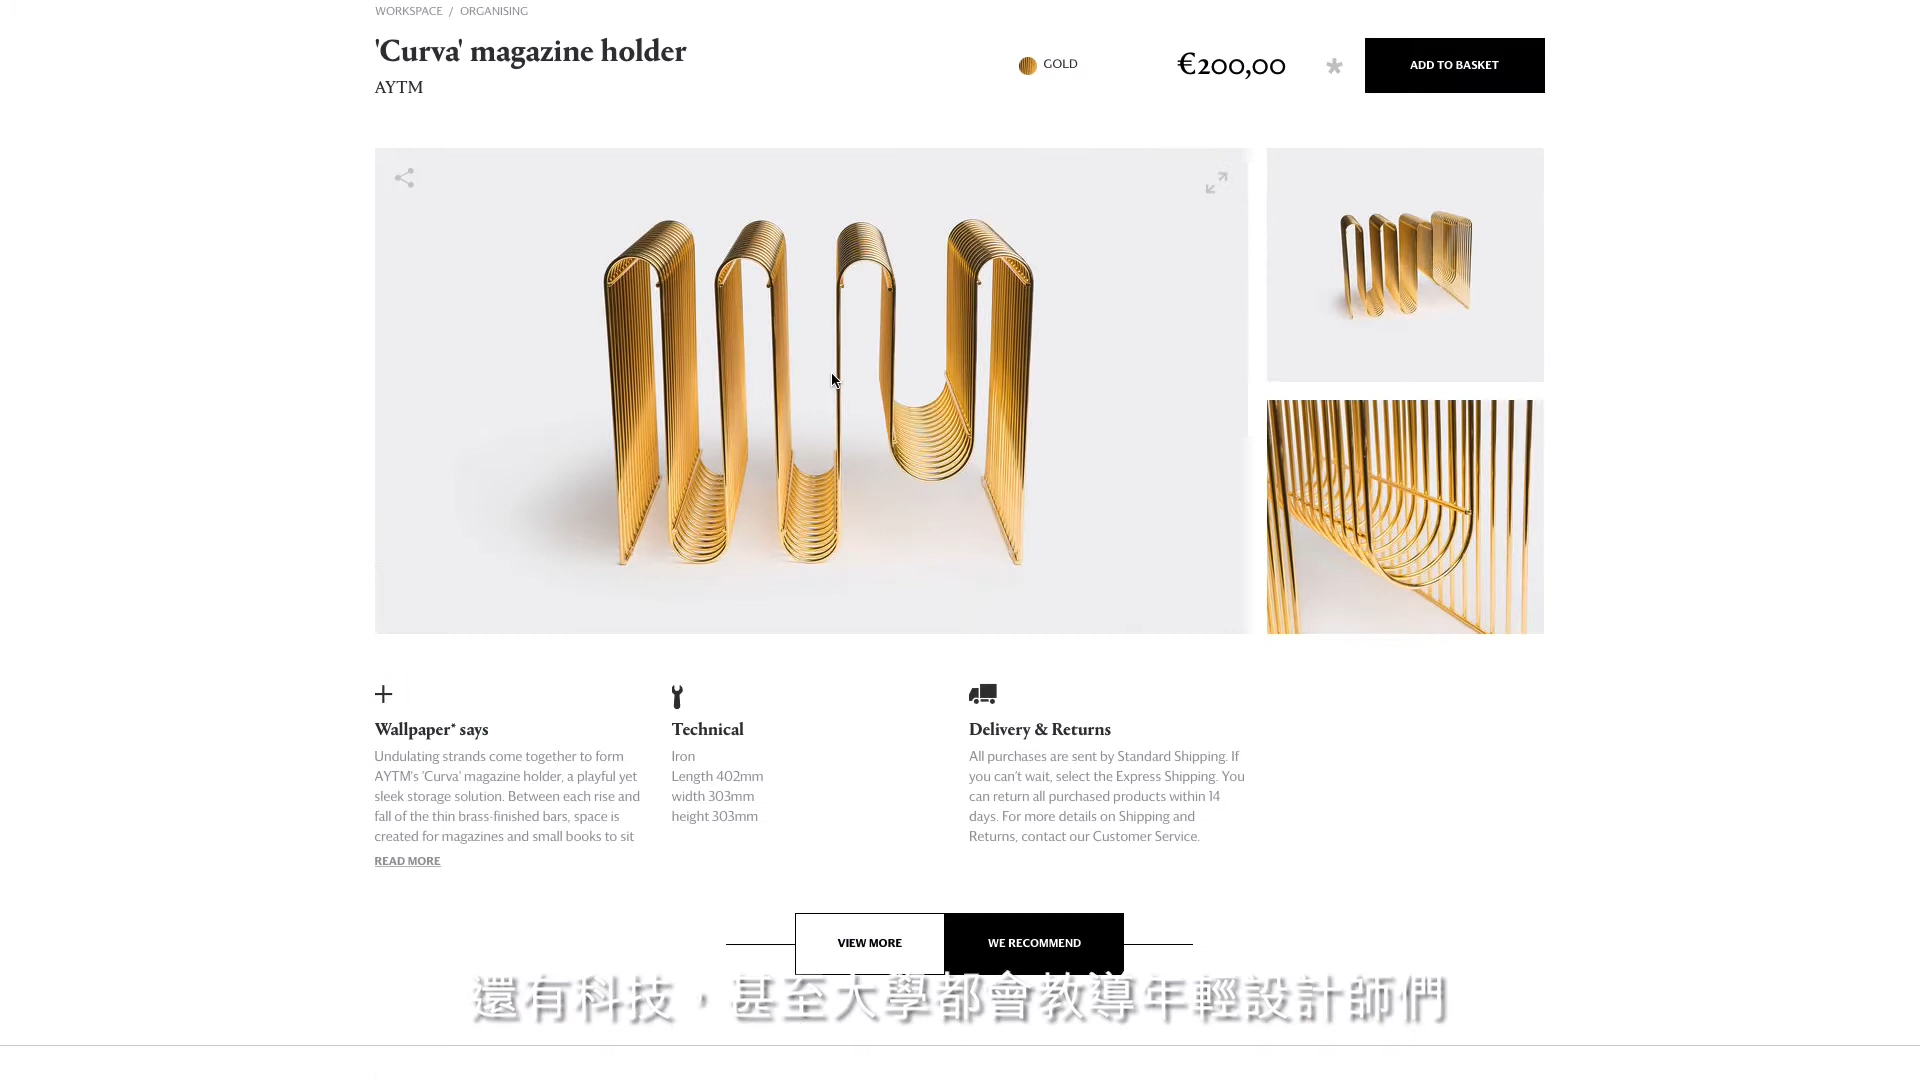 WORKSPACE / ORGANISING
'Curva' magazine holder
AYTM
GOLD
€200,00
*
ADD TO BASKET
Wallpaper* says
Undulating strands come together to form
AYTM's 'Curva' magazine holder, a playful yet
sleek storage solution. Between each rise and
fall of the thin brass-finished bars, space is
created for magazines and small books to sit
READ MORE
Technical
Iron
Length 402mm
width 303mm
height 303mm
Delivery & Returns
All purchases are sent by Standard Shipping. If
you can't wait, select the Express Shipping. You
can return all purchased products within 14
days. For more details on Shipping and
Returns, contact our Customer Service.
VIEW MORE
WE RECOMMEND
還有科技，甚至大學都會教導年輕設計師們